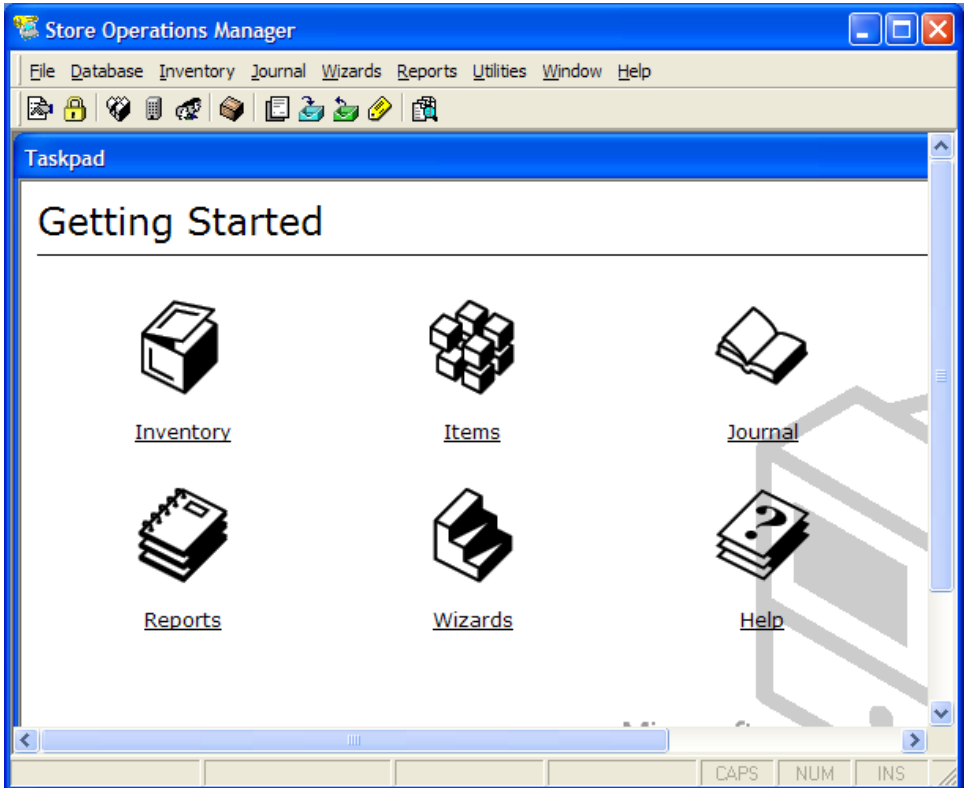 Store Operations Manager
File Database Inventory Journal Wizards Reports Utilities Window Help
Taskpad
Getting Started
Inventory Items Journal
?
Reports Wizards Help
CAPS NUM INS